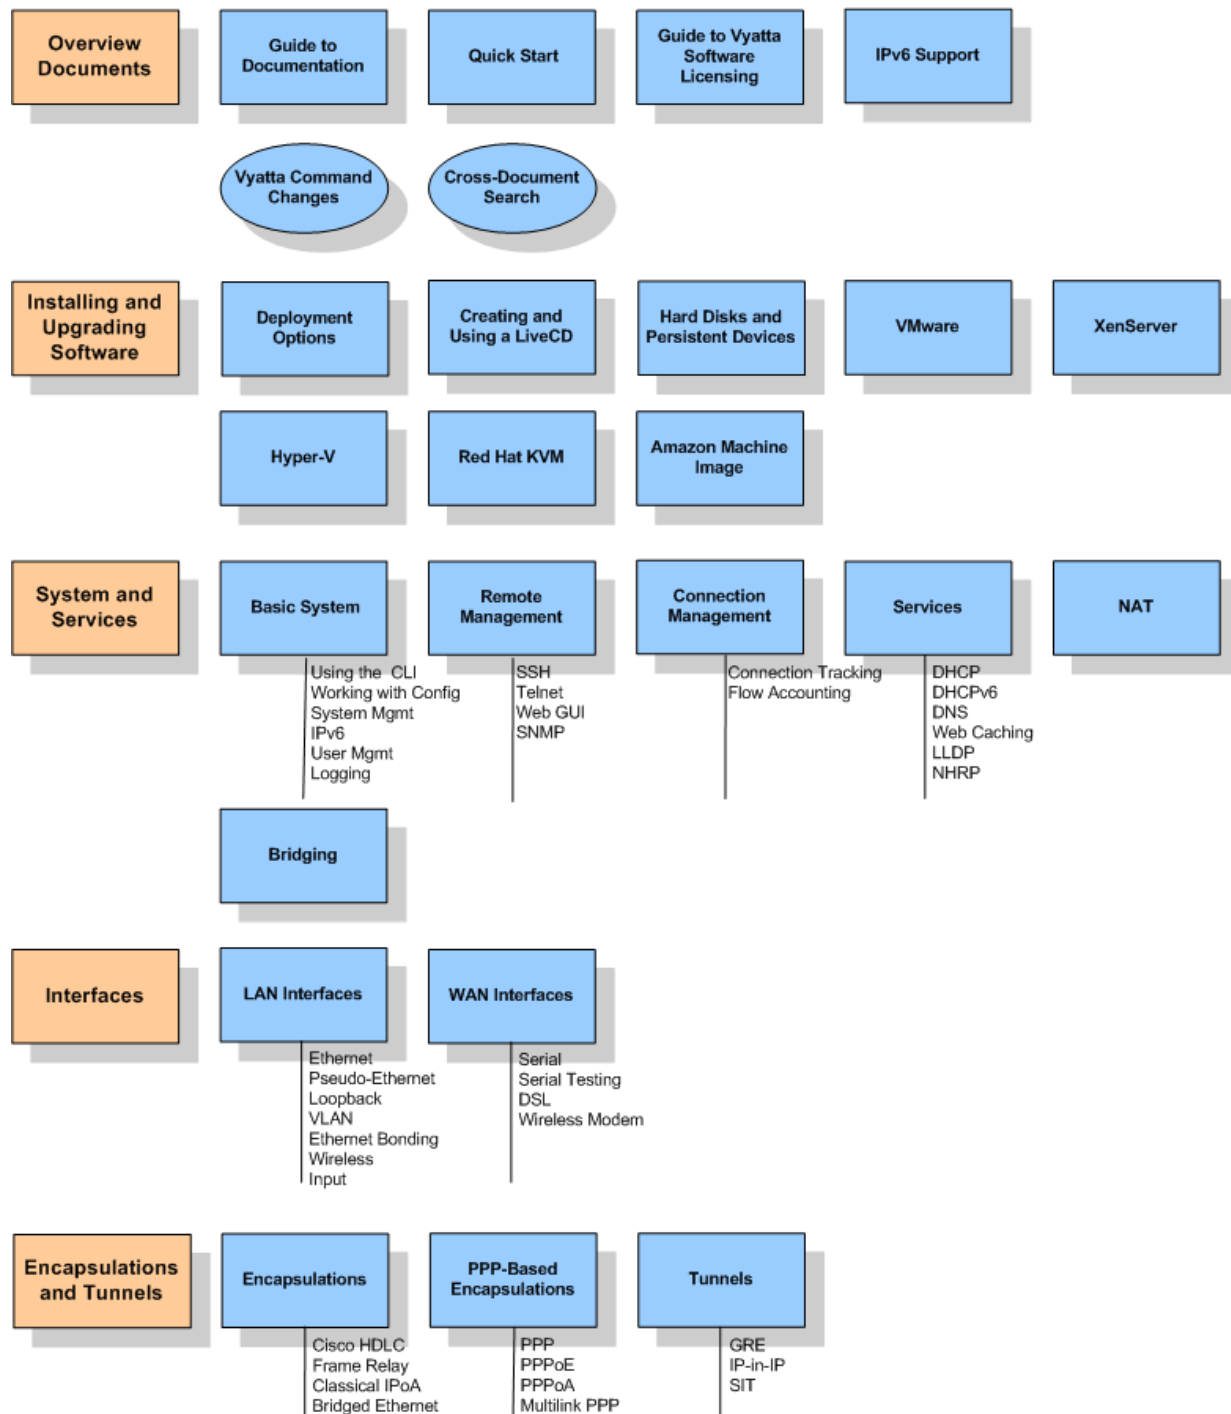 Overview
Documents
Guide to
Documentation
Quick Start
Guide to Vyatta
Software
Licensing
IPv6 Support
Vyatta Command
Changes
Cross-Document
Search
Installing and
Upgrading
Software
Deployment
Options
Creating and
Using a LiveCD
Hard Disks and
Persistent Devices
VMware
XenServer
Hyper-V
Red Hat KVM
Amazon Machine
Image
System and
Services
Basic System
Using the CLI
Working with Config
System Mgmt
IPv6
User Mgmt
Logging
Remote
Management
SSH
Telnet
Web GUI
SNMP
Connection
Management
Connection Tracking
Flow Accounting
Services
DHCP
DHCPv6
DNS
Web Caching
LLDP
NHRP
NAT
Bridging
Interfaces
LAN Interfaces
Ethernet
Pseudo-Ethernet
Loopback
VLAN
Ethernet Bonding
Wireless
Input
WAN Interfaces
Serial
Serial Testing
DSL
Wireless Modem
Encapsulations
and Tunnels
Encapsulations
Cisco HDLC
Frame Relay
Classical IPoA
Bridged Ethernet
PPP-Based
Encapsulations
PPP
PPPoE
PPPoA
Multilink PPP
Tunnels
GRE
IP-in-IP
SIT